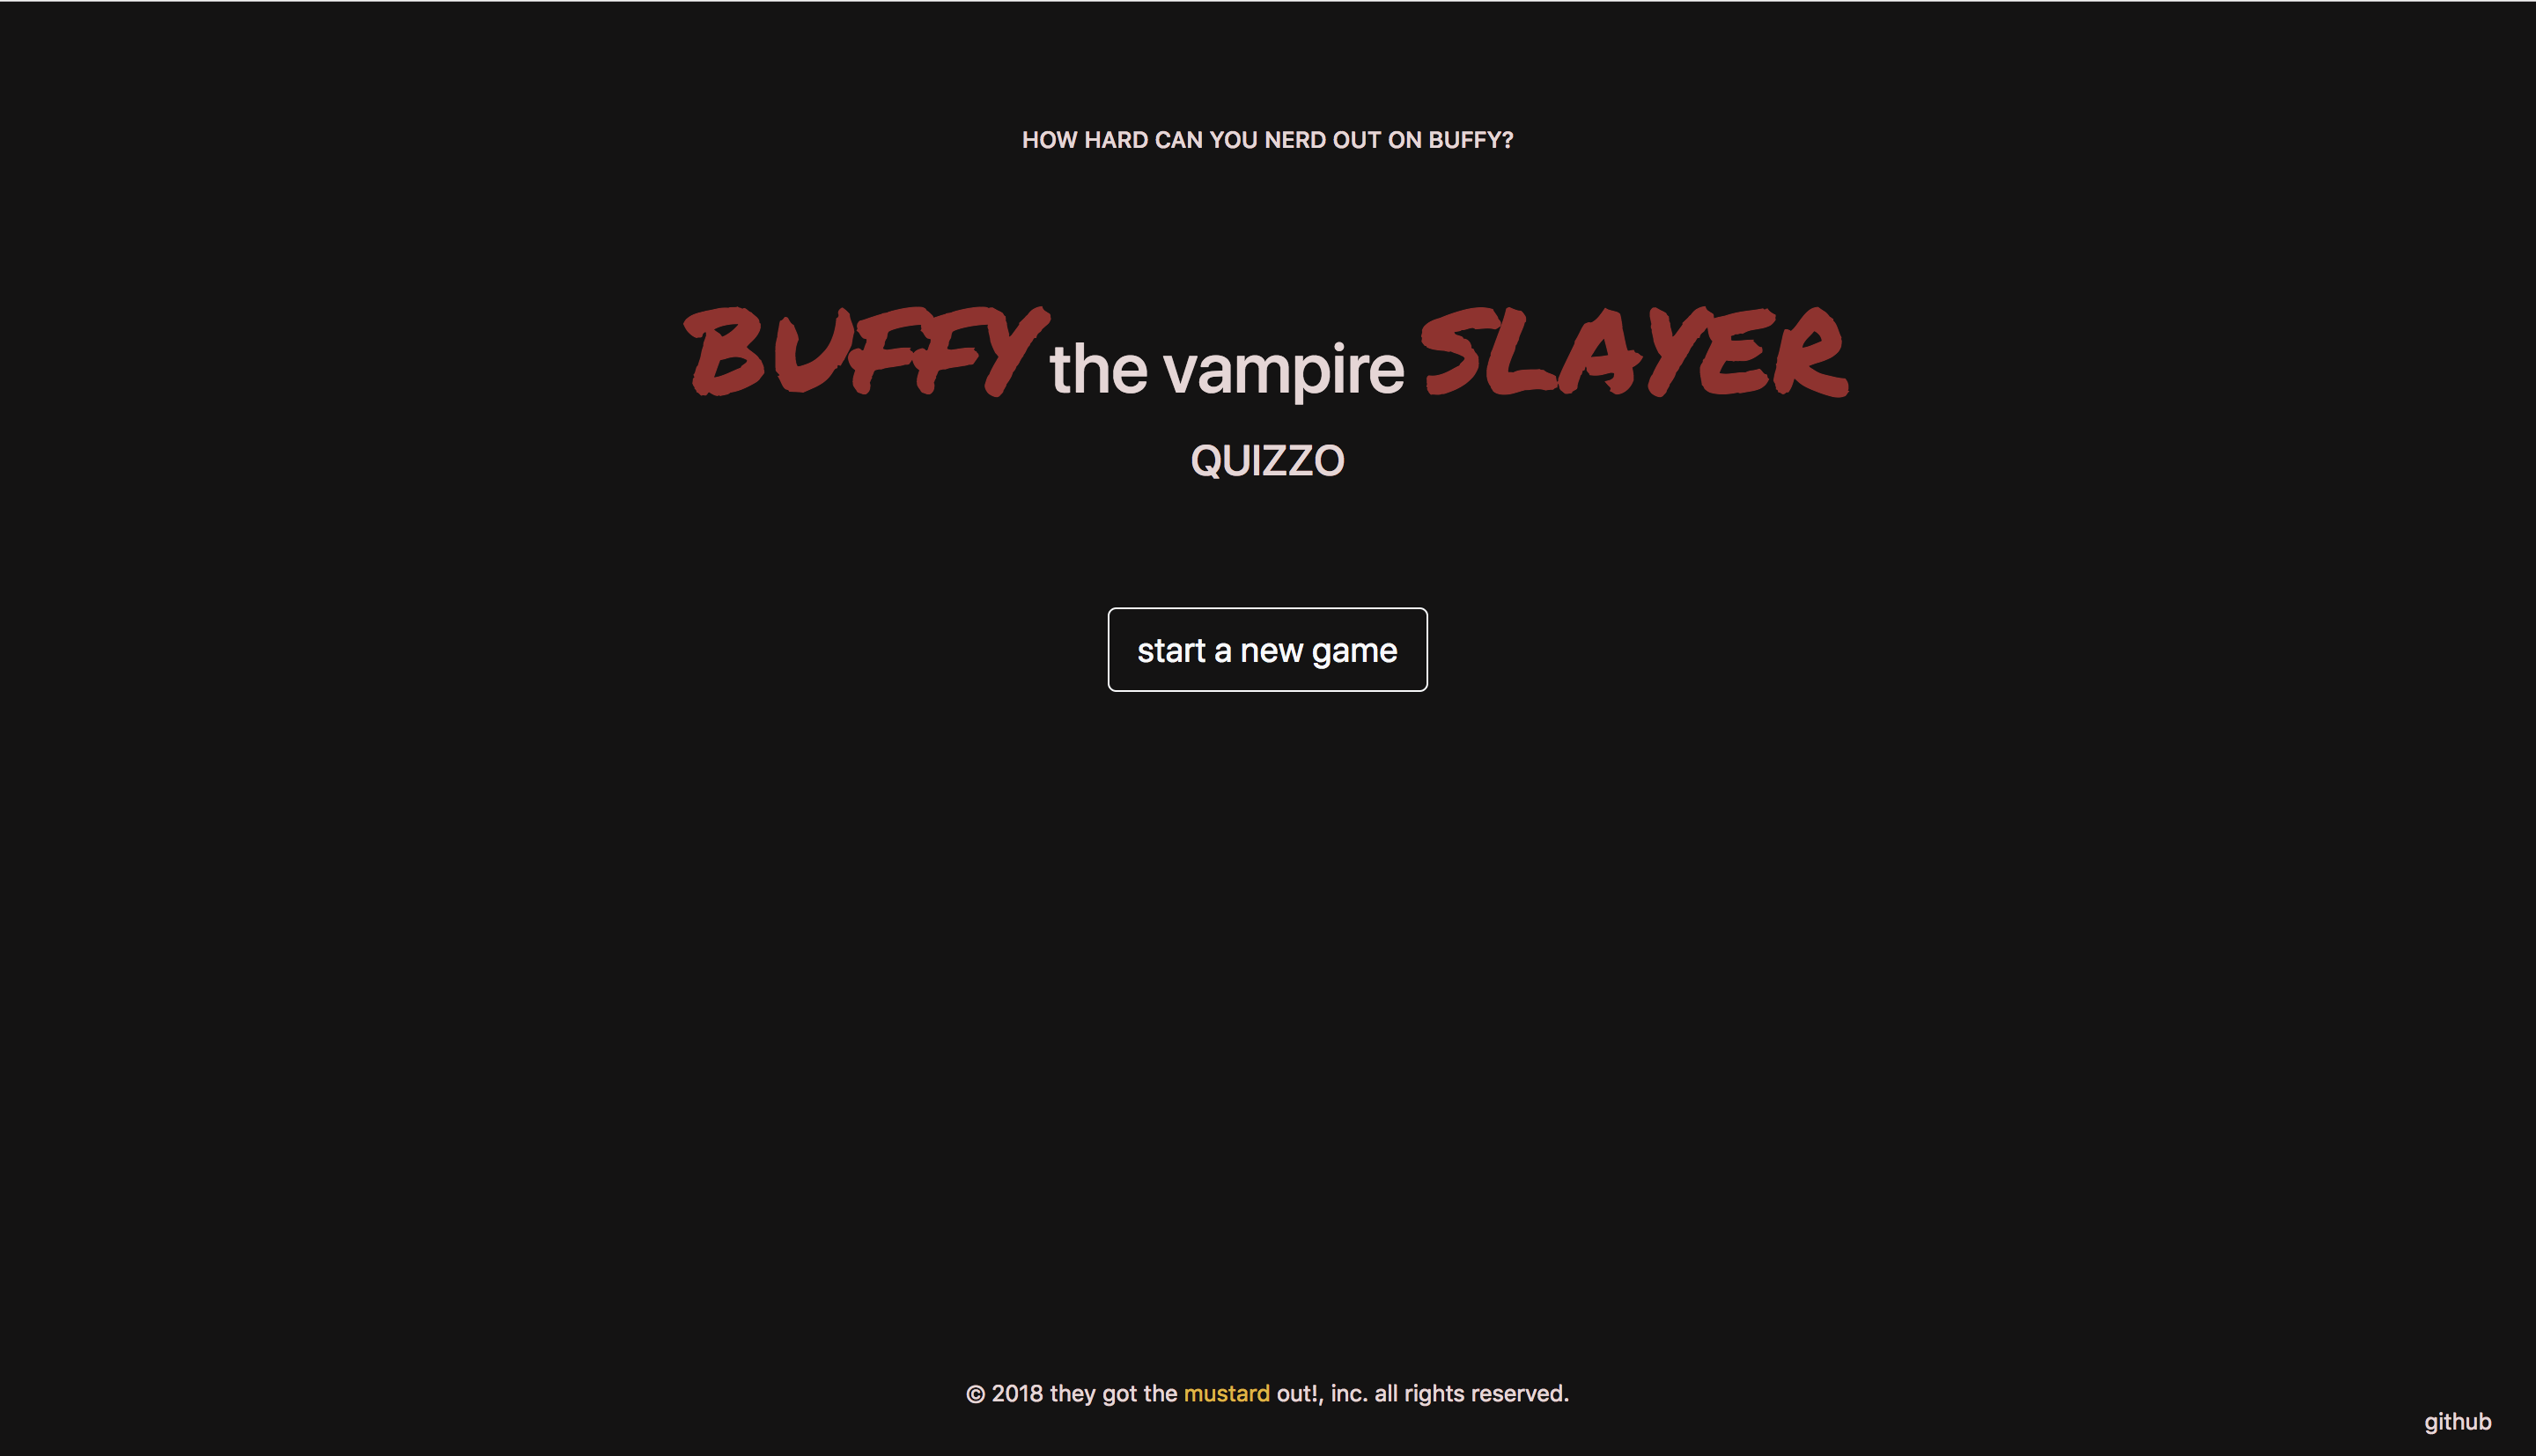 HOW HARD CAN YOU NERD OUT ON BUFFY?
BUFFY the vampire SLAYER
QUIZZO
start a new game
© 2018 they got the mustard out!, inc. all rights reserved.
github